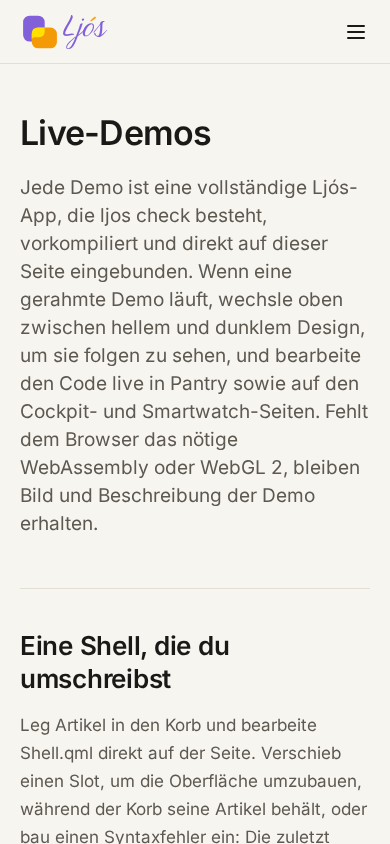 Ljós
Live-Demos
Jede Demo ist eine vollständige Ljós-
App, die ljos check besteht,
vorkompiliert und direkt auf dieser
Seite eingebunden. Wenn eine
gerahmte Demo läuft, wechsle oben
zwischen hellem und dunklem Design,
um sie folgen zu sehen, und bearbeite
den Code live in Pantry sowie auf den
Cockpit- und Smartwatch-Seiten. Fehlt
dem Browser das nötige
WebAssembly oder WebGL 2, bleiben
Bild und Beschreibung der Demo
erhalten.
Eine Shell, die du
umschreibst
Leg Artikel in den Korb und bearbeite
Shell.qml direkt auf der Seite. Verschieb
einen Slot, um die Oberfläche umzubauen,
während der Korb seine Artikel behält, oder
bau einen Syntaxfehler ein: Die zuletzt